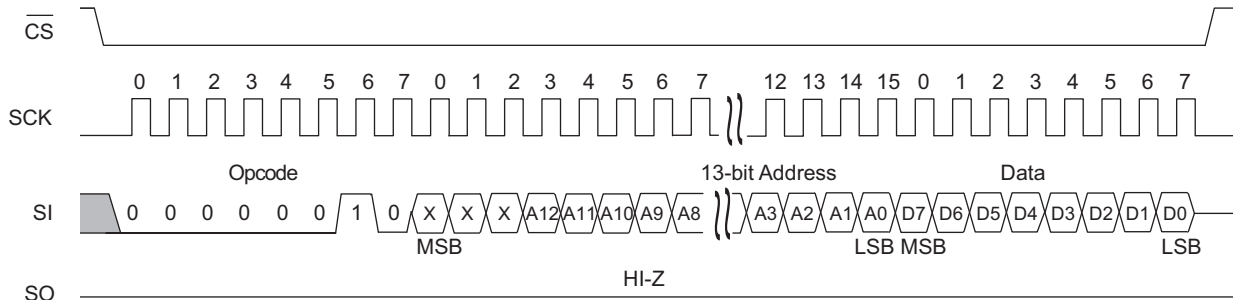 CS
0 1 2 3 4 5 6 7 0 1 2 3 4 5 6 7 12 13 14 15 0 1 2 3 4 5 6 7
SCK
Opcode 13-bit Address Data
SI 0 0 0 0 0 0 1 0 X X X A12 A11 A10 A9 A8 A3 A2 A1 A0 D7 D6 D5 D4 D3 D2 D1 D0
MSB LSB MSB LSB
HI-Z
SO